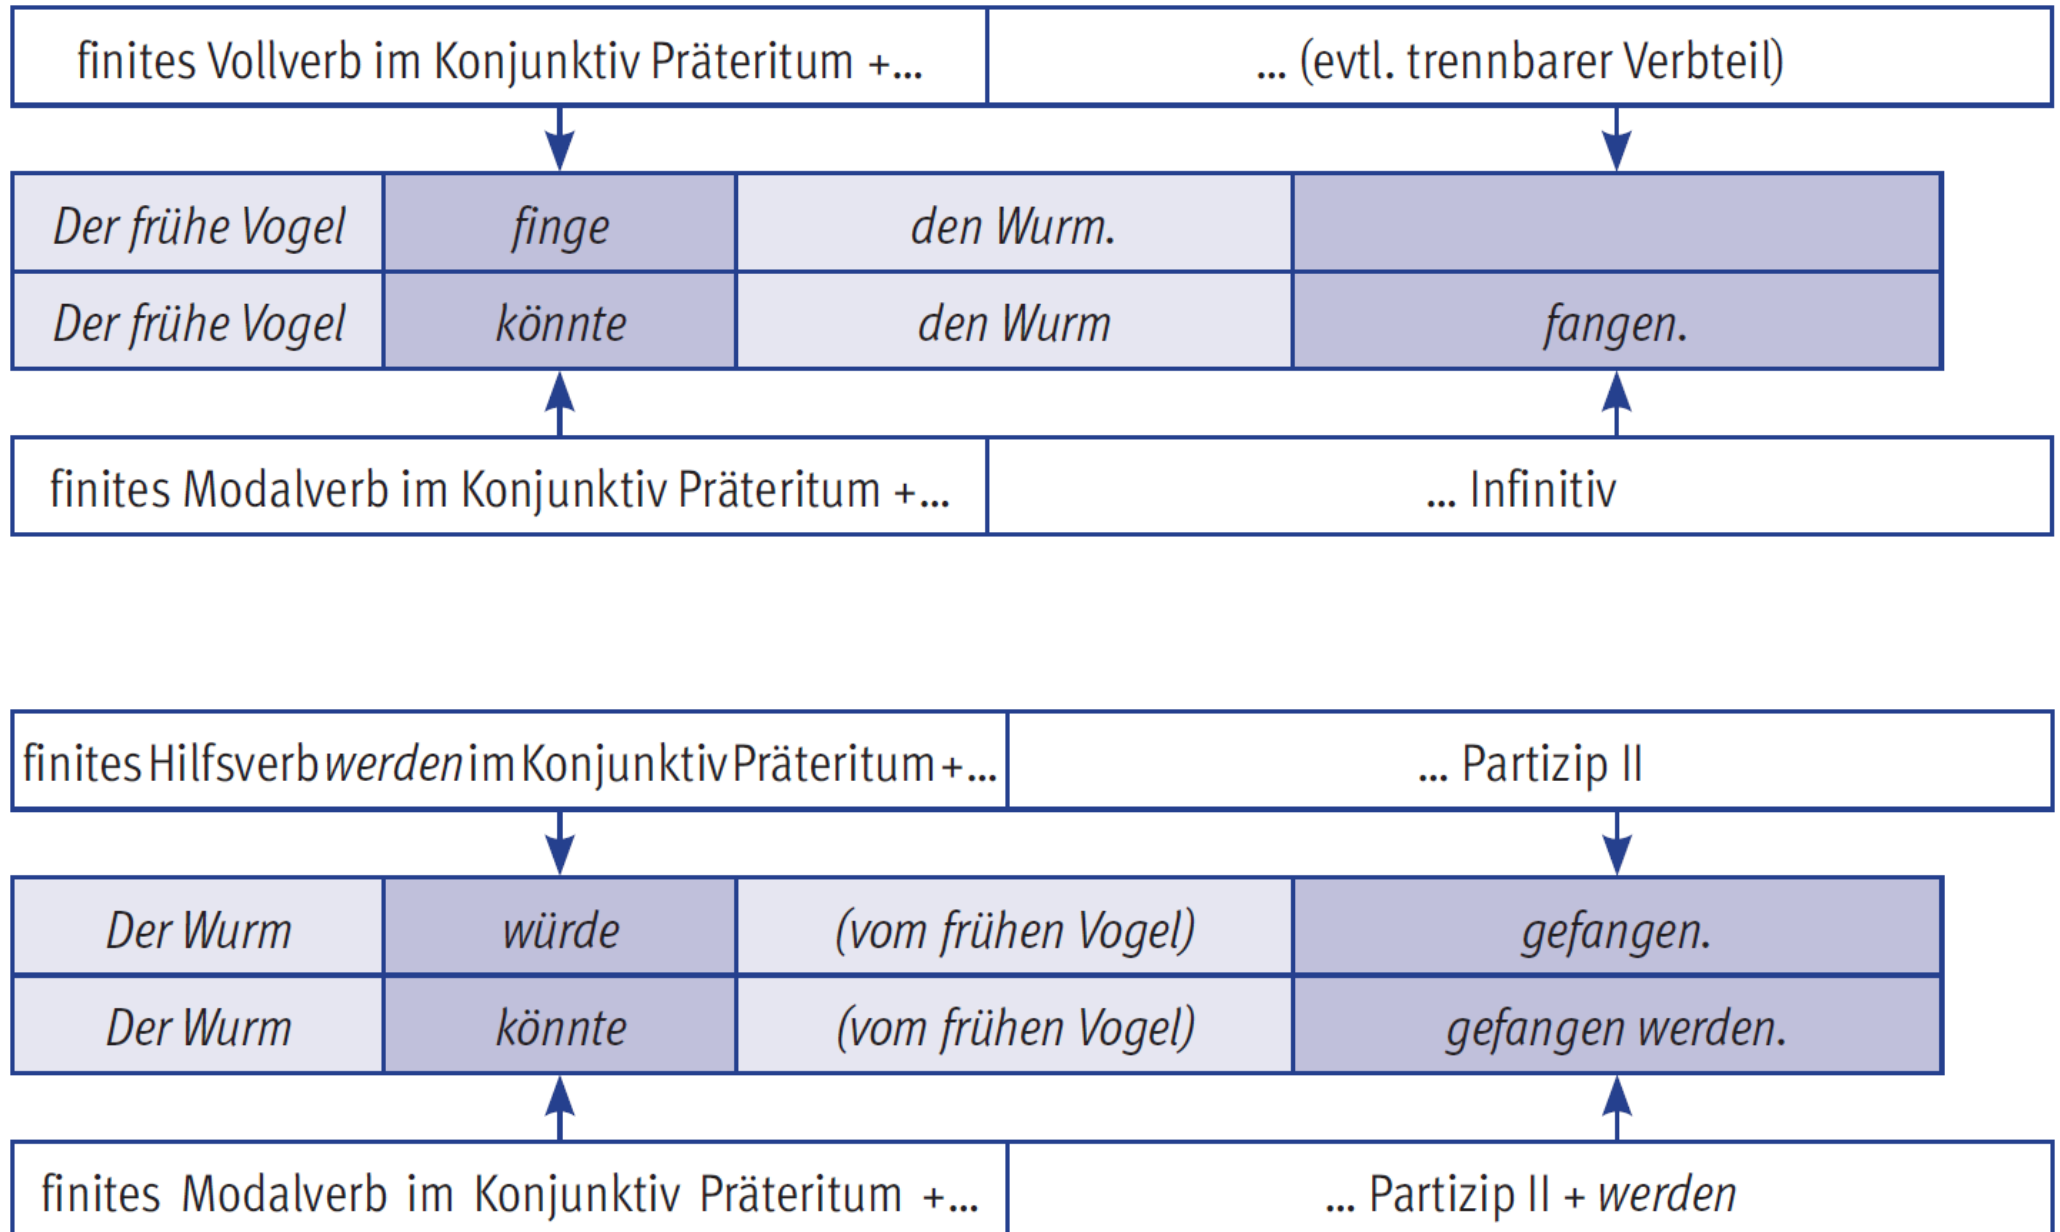 finites Vollverb im Konjunktiv Präteritum +... ... (evtl. trennbarer Verbteil)
Der frühe Vogel finge den Wurm.
Der frühe Vogel könnte den Wurm fangen.
finites Modalverb im Konjunktiv Präteritum +... ... Infinitiv
finites Hilfsverb werden im Konjunktiv Präteritum +... ... Partizip II
Der Wurm würde (vom frühen Vogel) gefangen.
Der Wurm könnte (vom frühen Vogel) gefangen werden.
finites Modalverb im Konjunktiv Präteritum +... ... Partizip II + werden